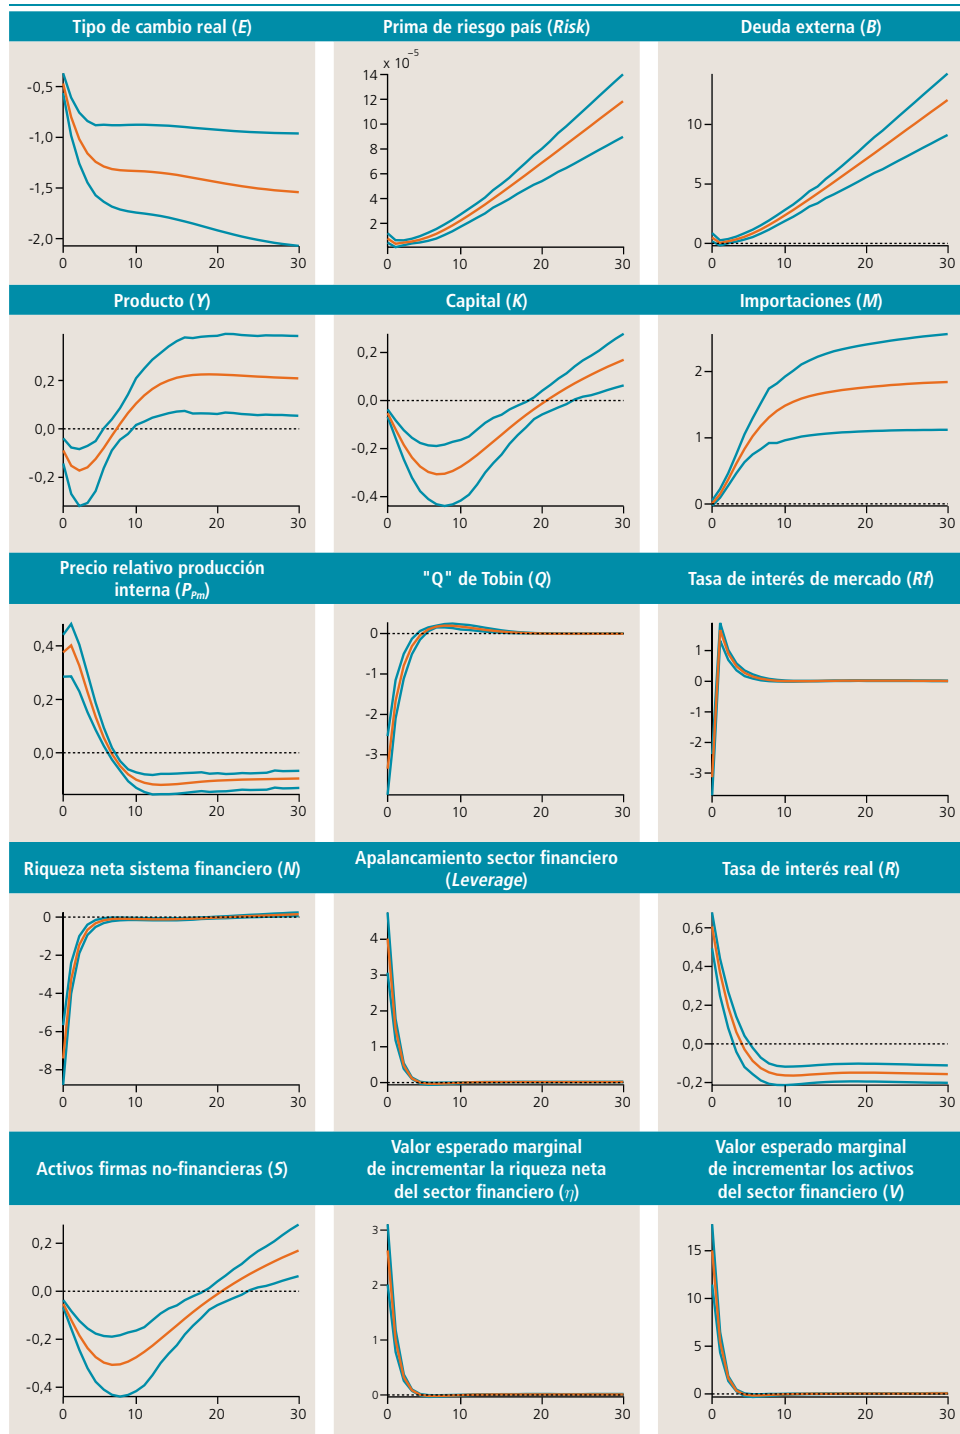 Tipo de cambio real (E)
Prima de riesgo país (Risk)
Deuda externa (B)
-0,5
-1,0
-1,5
-2,0
0 10 20 30
x 10⁻⁵
14
12
10
8
6
4
2
0 10 20 30
10
5
0
0 10 20 30
Producto (Y)
Capital (K)
Importaciones (M)
0,2
0,0
-0,2
0 10 20 30
0,2
0,0
-0,2
-0,4
0 10 20 30
2
1
0
0 10 20 30
Precio relativo producción
interna (P_Pm)
"Q" de Tobin (Q)
Tasa de interés de mercado (Rf)
0,4
0,2
0,0
0 10 20 30
0
-1
-2
-3
0 10 20 30
1
0
-1
-2
-3
0 10 20 30
Riqueza neta sistema financiero (N)
Apalancamiento sector financiero
(Leverage)
Tasa de interés real (R)
0
-2
-4
-6
-8
0 10 20 30
4
3
2
1
0
0 10 20 30
0,6
0,4
0,2
0,0
-0,2
0 10 20 30
Activos firmas no-financieras (S)
Valor esperado marginal
de incrementar la riqueza neta
del sector financiero (η)
Valor esperado marginal
de incrementar los activos
del sector financiero (V)
0,2
0,0
-0,2
-0,4
0 10 20 30
3
2
1
0
0 10 20 30
15
10
5
0
0 10 20 30